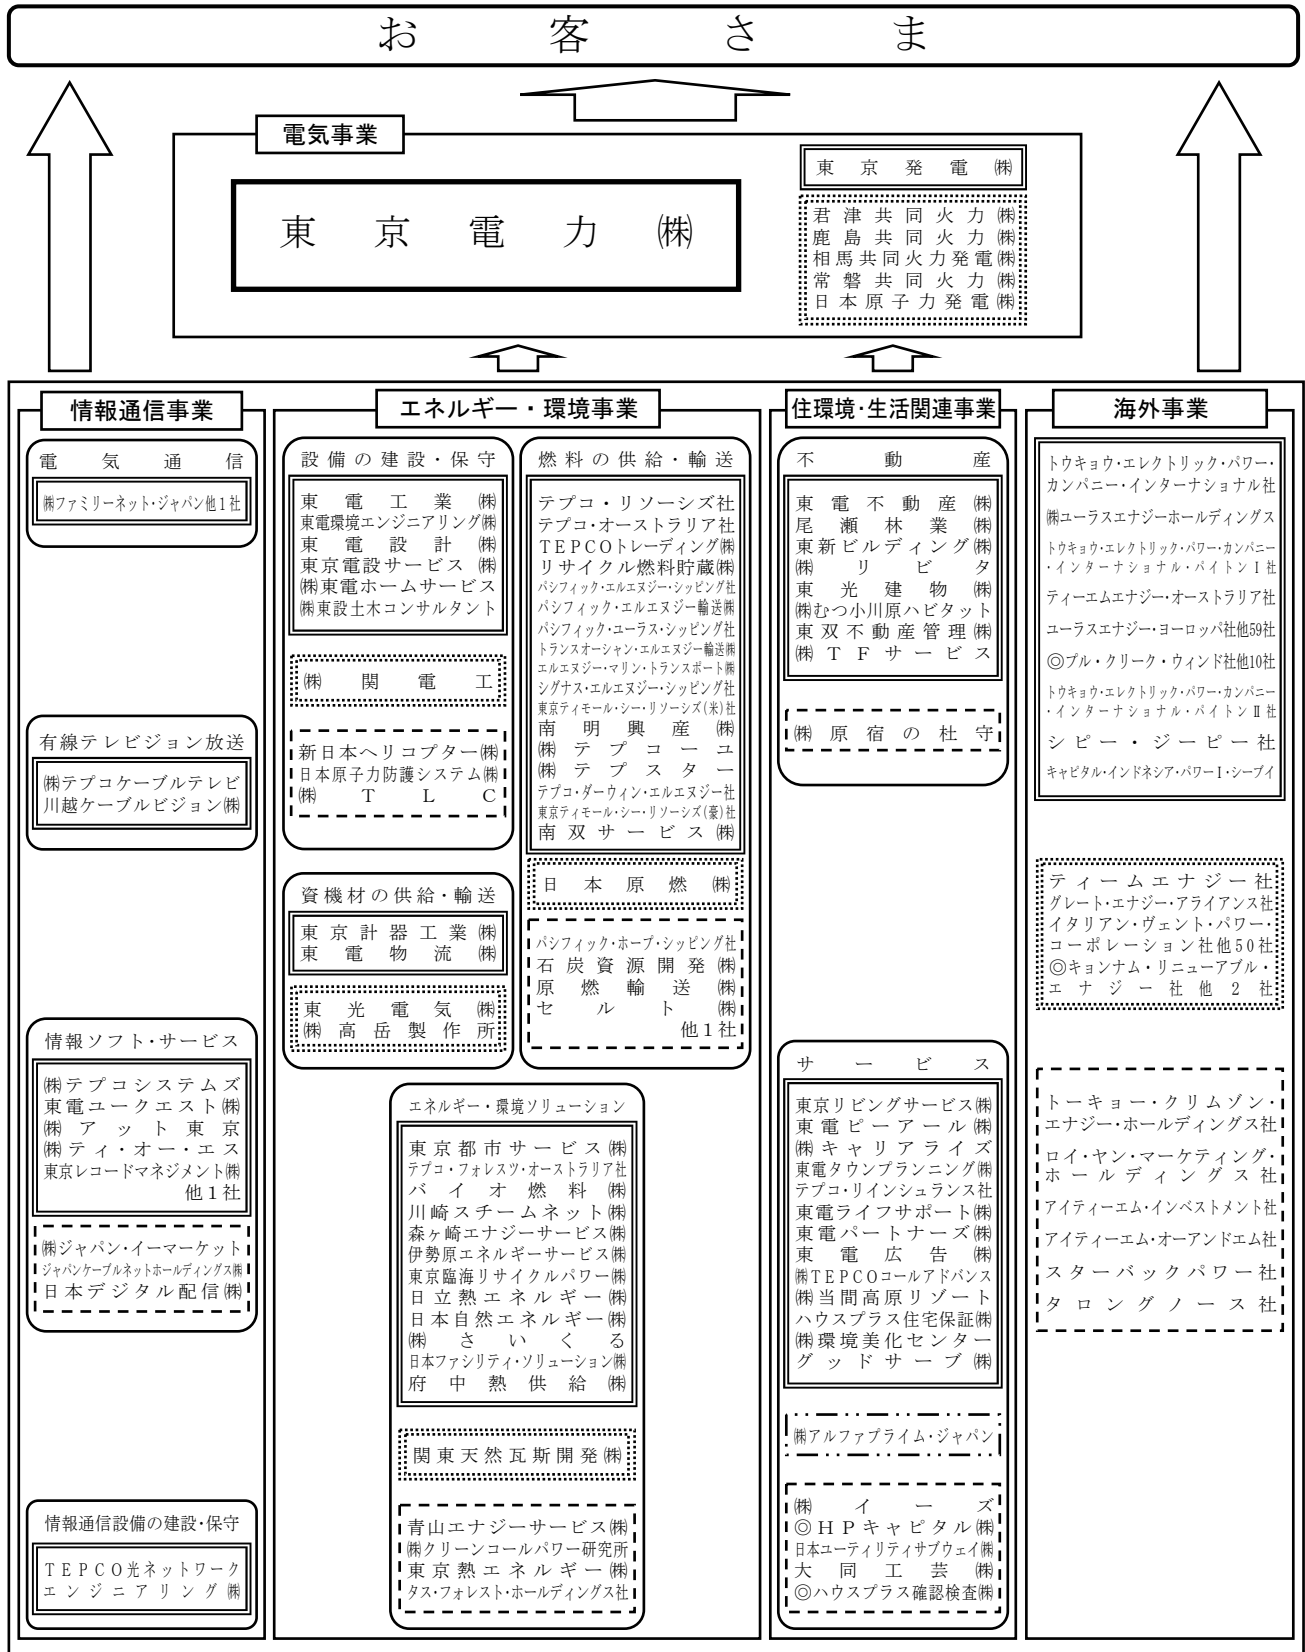 お客さま
電気事業
東京電力㈱
東京発電㈱
君津共同火力㈱
鹿島共同火力㈱
相馬共同火力発電㈱
常磐共同火力㈱
日本原子力発電㈱
情報通信事業
電気通信
㈱ファミリーネット・ジャパン他1社
有線テレビジョン放送
㈱テプコケーブルテレビ
川越ケーブルビジョン㈱
情報ソフト・サービス
㈱テプコシステムズ
東電ユークエスト㈱
㈱アット東京
㈱ティ・オー・エス
東京レコードマネジメント㈱
他1社
㈱ジャパン・イーマーケット
ジャパンケーブルネットホールディングス㈱
日本デジタル配信㈱
情報通信設備の建設・保守
TEPCO光ネットワーク
エンジニアリング㈱
エネルギー・環境事業
設備の建設・保守
東電工業㈱
東電環境エンジニアリング㈱
東電設計㈱
東京電設サービス㈱
㈱東電ホームサービス
㈱東設土木コンサルタント
㈱関電工
新日本ヘリコプター㈱
日本原子力防護システム㈱
㈱TLC
資機材の供給・輸送
東京計器工業㈱
東電物流㈱
東光電気㈱
㈱高岳製作所
燃料の供給・輸送
テプコ・リソーシズ社
テプコ・オーストラリア社
TEPCOトレーディング㈱
リサイクル燃料貯蔵㈱
パシフィック・エルエヌジー・シッピング社
パシフィック・エルエヌジー輸送㈱
パシフィック・ユーラス・シッピング社
トランスオーシャン・エルエヌジー輸送㈱
エルエヌジー・マリン・トランスポート㈱
シグナス・エルエヌジー・シッピング社
東京ティモール・シー・リソーシズ(米)社
南明興産㈱
㈱テプコーユ
㈱テプスター
テプコ・ダーウィン・エルエヌジー社
東京ティモール・シー・リソーシズ(豪)社
南双サービス㈱
日本原燃㈱
パシフィック・ホープ・シッピング社
石炭資源開発㈱
原燃輸送㈱
セルト㈱
他1社
エネルギー・環境ソリューション
東京都市サービス㈱
テプコ・フォレスツ・オーストラリア社
バイオ燃料㈱
川崎スチームネット㈱
森ヶ崎エナジーサービス㈱
伊勢原エネルギーサービス㈱
東京臨海リサイクルパワー㈱
日立熱エネルギー㈱
日本自然エネルギー㈱
㈱さいくる
日本ファシリティ・ソリューション㈱
府中熱供給㈱
関東天然瓦斯開発㈱
青山エナジーサービス㈱
㈱クリーンコールパワー研究所
東京熱エネルギー㈱
タス・フォレスト・ホールディングス社
住環境・生活関連事業
不動産
東電不動産㈱
尾瀬林業㈱
東新ビルディング㈱
㈱リビタ
東光建物㈱
㈱むつ小川原ハビタット
東双不動産管理㈱
㈱TFサービス
㈱原宿の杜守
サービス
東京リビングサービス㈱
東電ピーアール㈱
㈱キャリアライズ
東電タウンプランニング㈱
テプコ・リインシュランス社
東電ライフサポート㈱
東電パートナーズ㈱
東電広告㈱
㈱TEPCOコールアドバンス
㈱当間高原リゾート
ハウスプラス住宅保証㈱
㈱環境美化センター
グッドサーブ㈱
㈱アルファプライム・ジャパン
㈱イーズ
◎HPキャピタル㈱
日本ユーティリティサブウェイ㈱
大同工芸㈱
◎ハウスプラス確認検査㈱
海外事業
トウキョウ・エレクトリック・パワー・
カンパニー・インターナショナル社
㈱ユーラスエナジーホールディングス
トウキョウ・エレクトリック・パワー・カンパニー
・インターナショナル・パイトンⅠ社
ティーエムエナジー・オーストラリア社
ユーラスエナジー・ヨーロッパ社他59社
◎ブル・クリーク・ウィンド社他10社
トウキョウ・エレクトリック・パワー・カンパニー
・インターナショナル・パイトンⅡ社
シピー・ジーピー社
キャピタル・インドネシア・パワーI・シーブイ
ティームエナジー社
グレート・エナジー・アライアンス社
イタリアン・ヴェント・パワー・
コーポレーション社他50社
◎キョンナム・リニューアブル・
エナジー社他2社
トーキョー・クリムゾン・
エナジー・ホールディングス社
ロイ・ヤン・マーケティング・
ホールディングス社
アイティーエム・インベストメント社
アイティーエム・オーアンドエム社
スターバックパワー社
タロングノース社